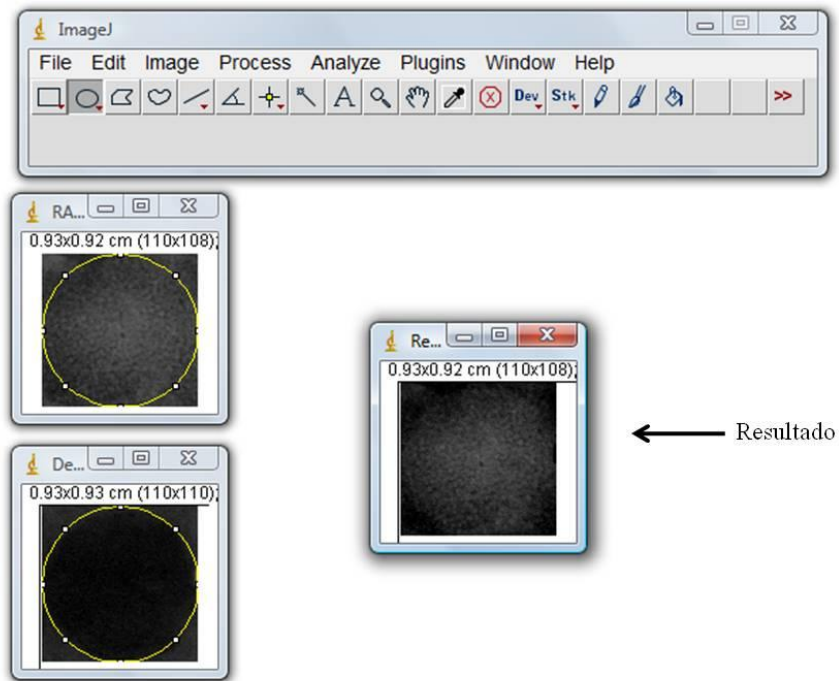 ImageJ
File Edit Image Process Analyze Plugins Window Help
A Dev Stk >>
RA...
0.93x0.92 cm (110x108);
Re...
0.93x0.92 cm (110x108);
Resultado
De...
0.93x0.93 cm (110x110);